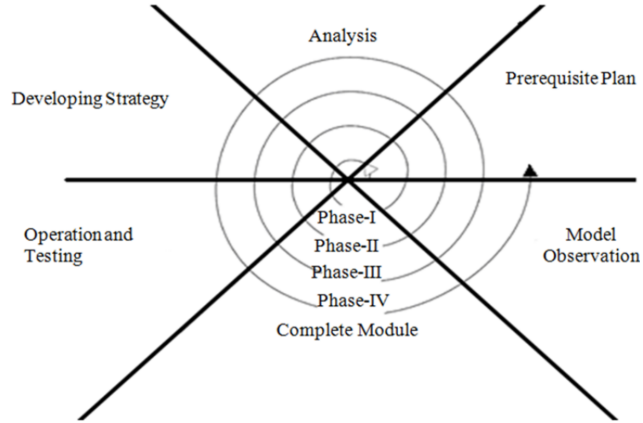 Analysis
Prerequisite Plan
Developing Strategy
Operation and
Testing
Model
Observation
Phase-I
Phase-II
Phase-III
Phase-IV
Complete Module